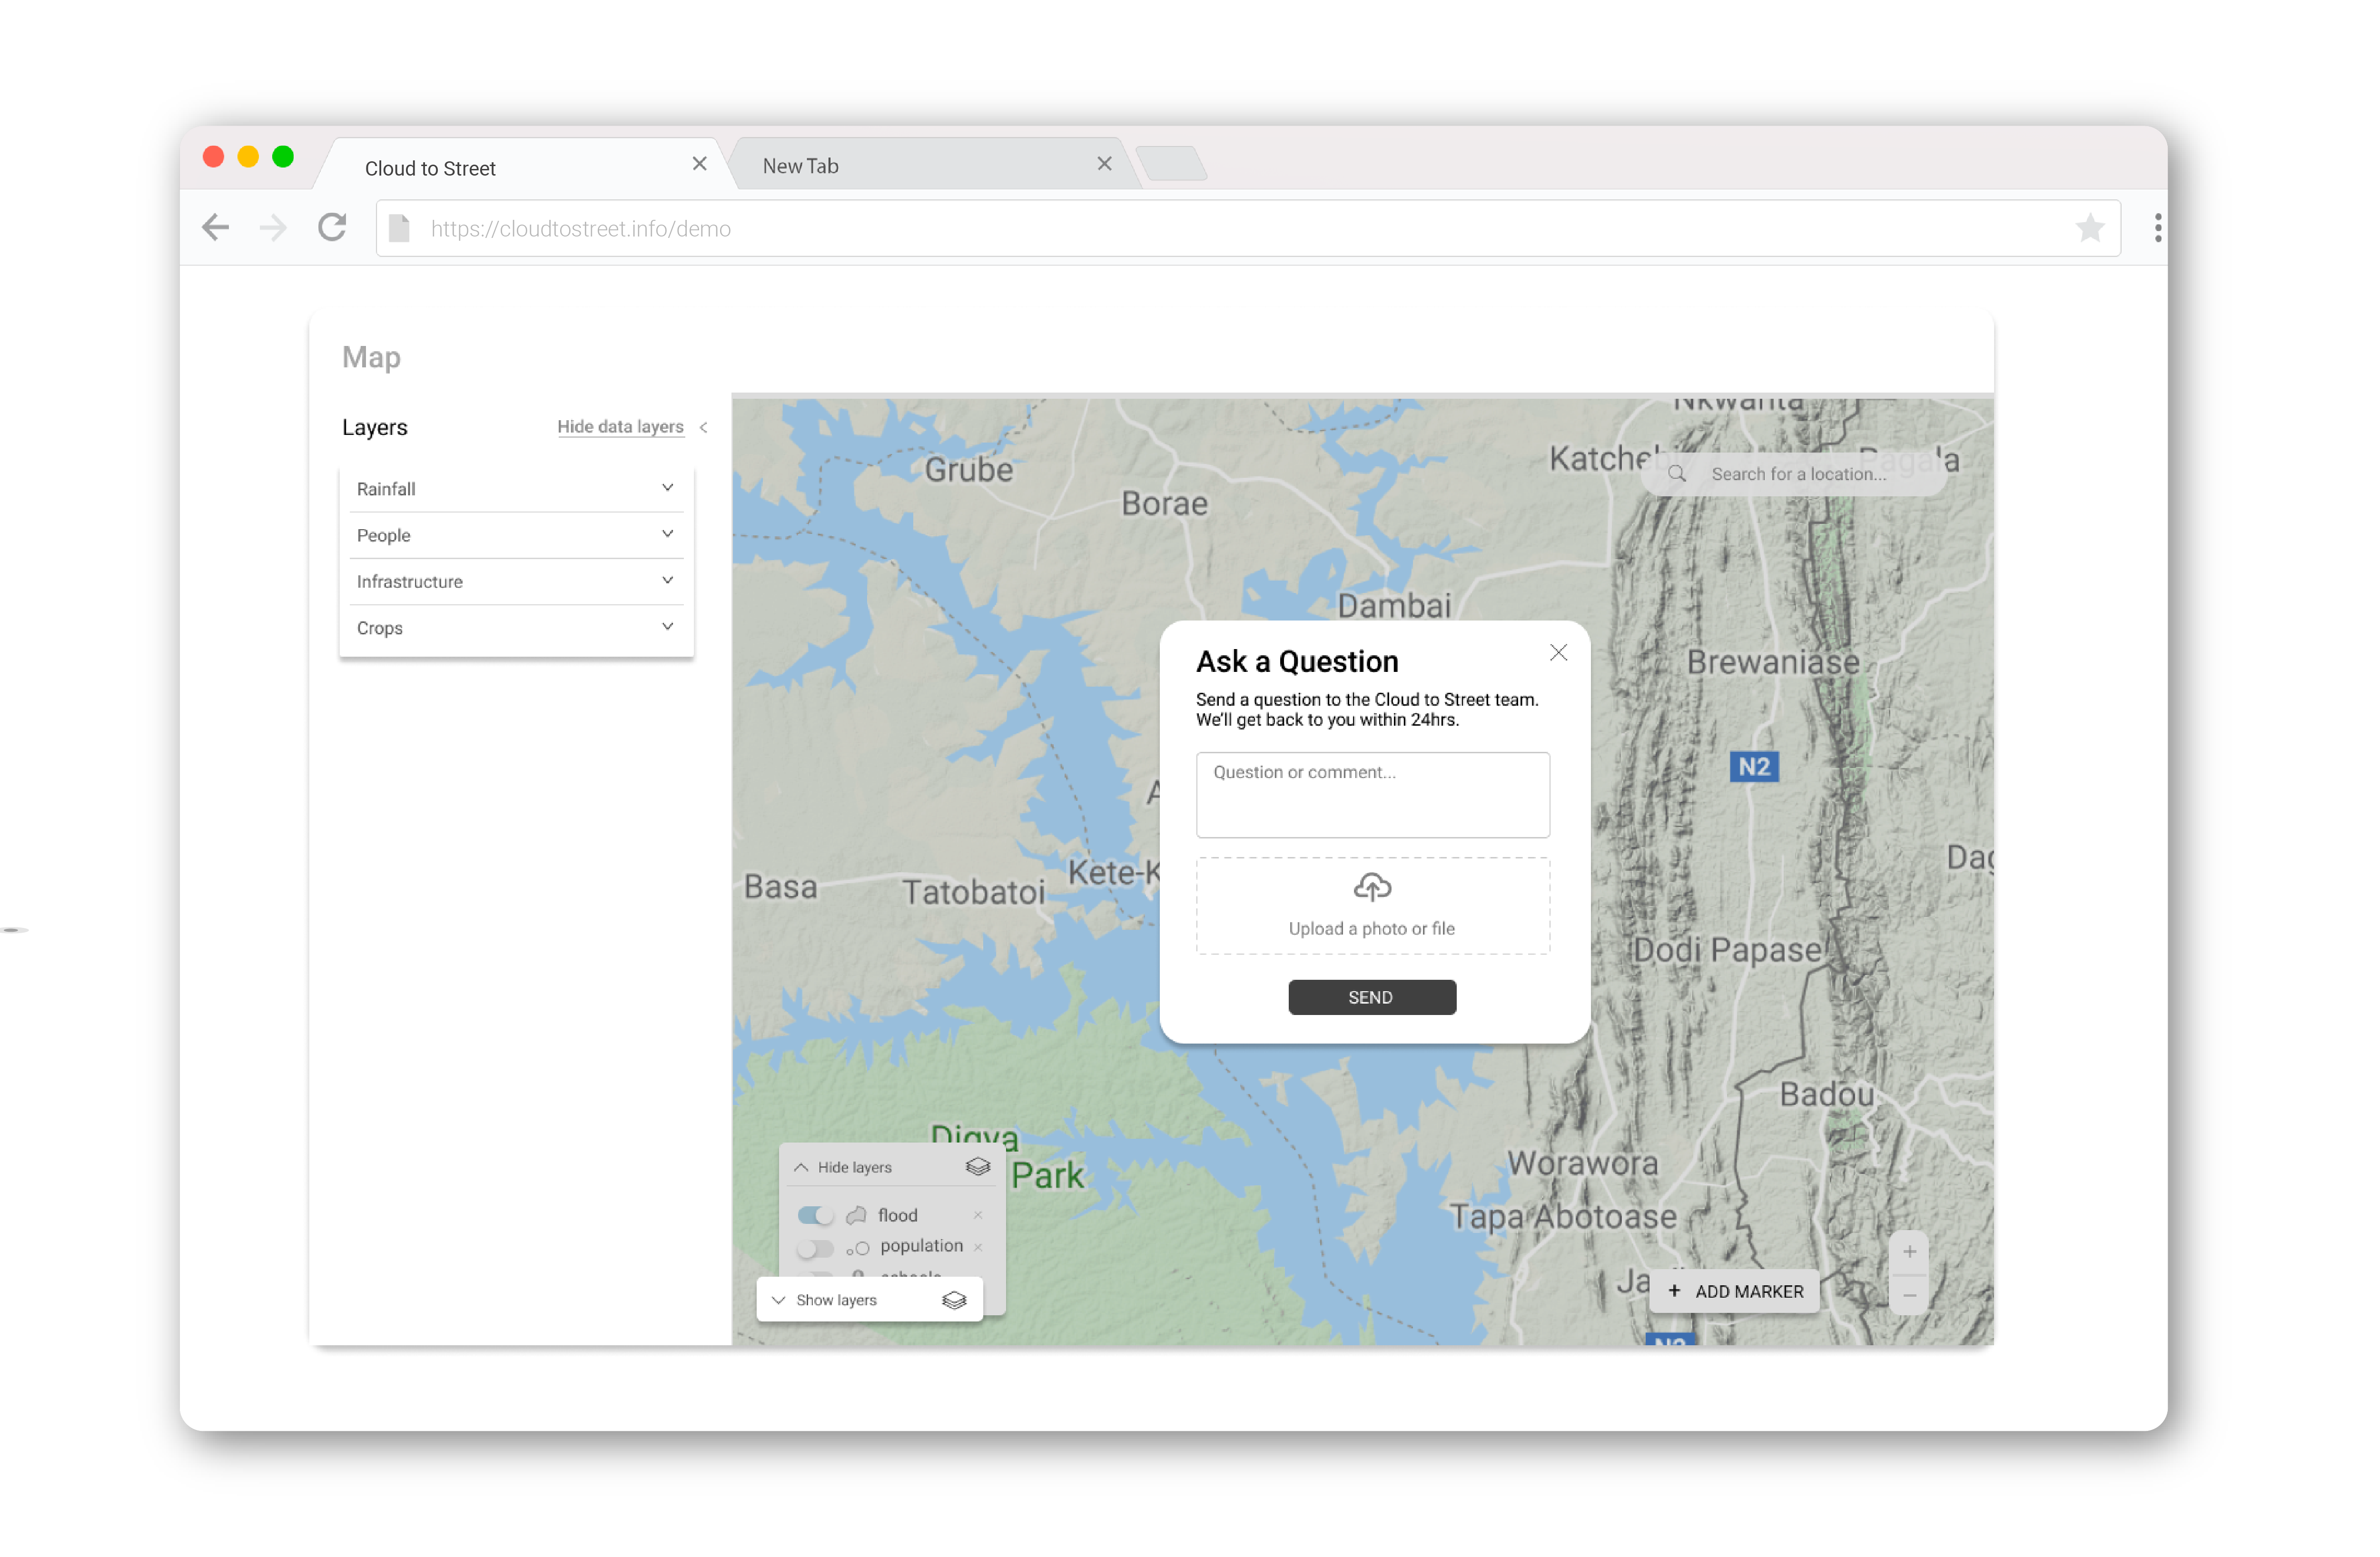 Cloud to Street
New Tab
https://cloudtostreet.info/demo
Map
Layers
Hide data layers
Rainfall
People
Infrastructure
Crops
Nkwanta
Grube
Borae
Katche
Search for a location...
Dambai
Brewaniase
Ask a Question
Send a question to the Cloud to Street team.
We'll get back to you within 24hrs.
Question or comment...
Upload a photo or file
SEND
N2
Basa
Tatobatoi
Kete-K
Dodi Papase
Badou
Digya
Park
Hide layers
flood
population
Show layers
Worawora
Tapa Abotoase
ADD MARKER
N2